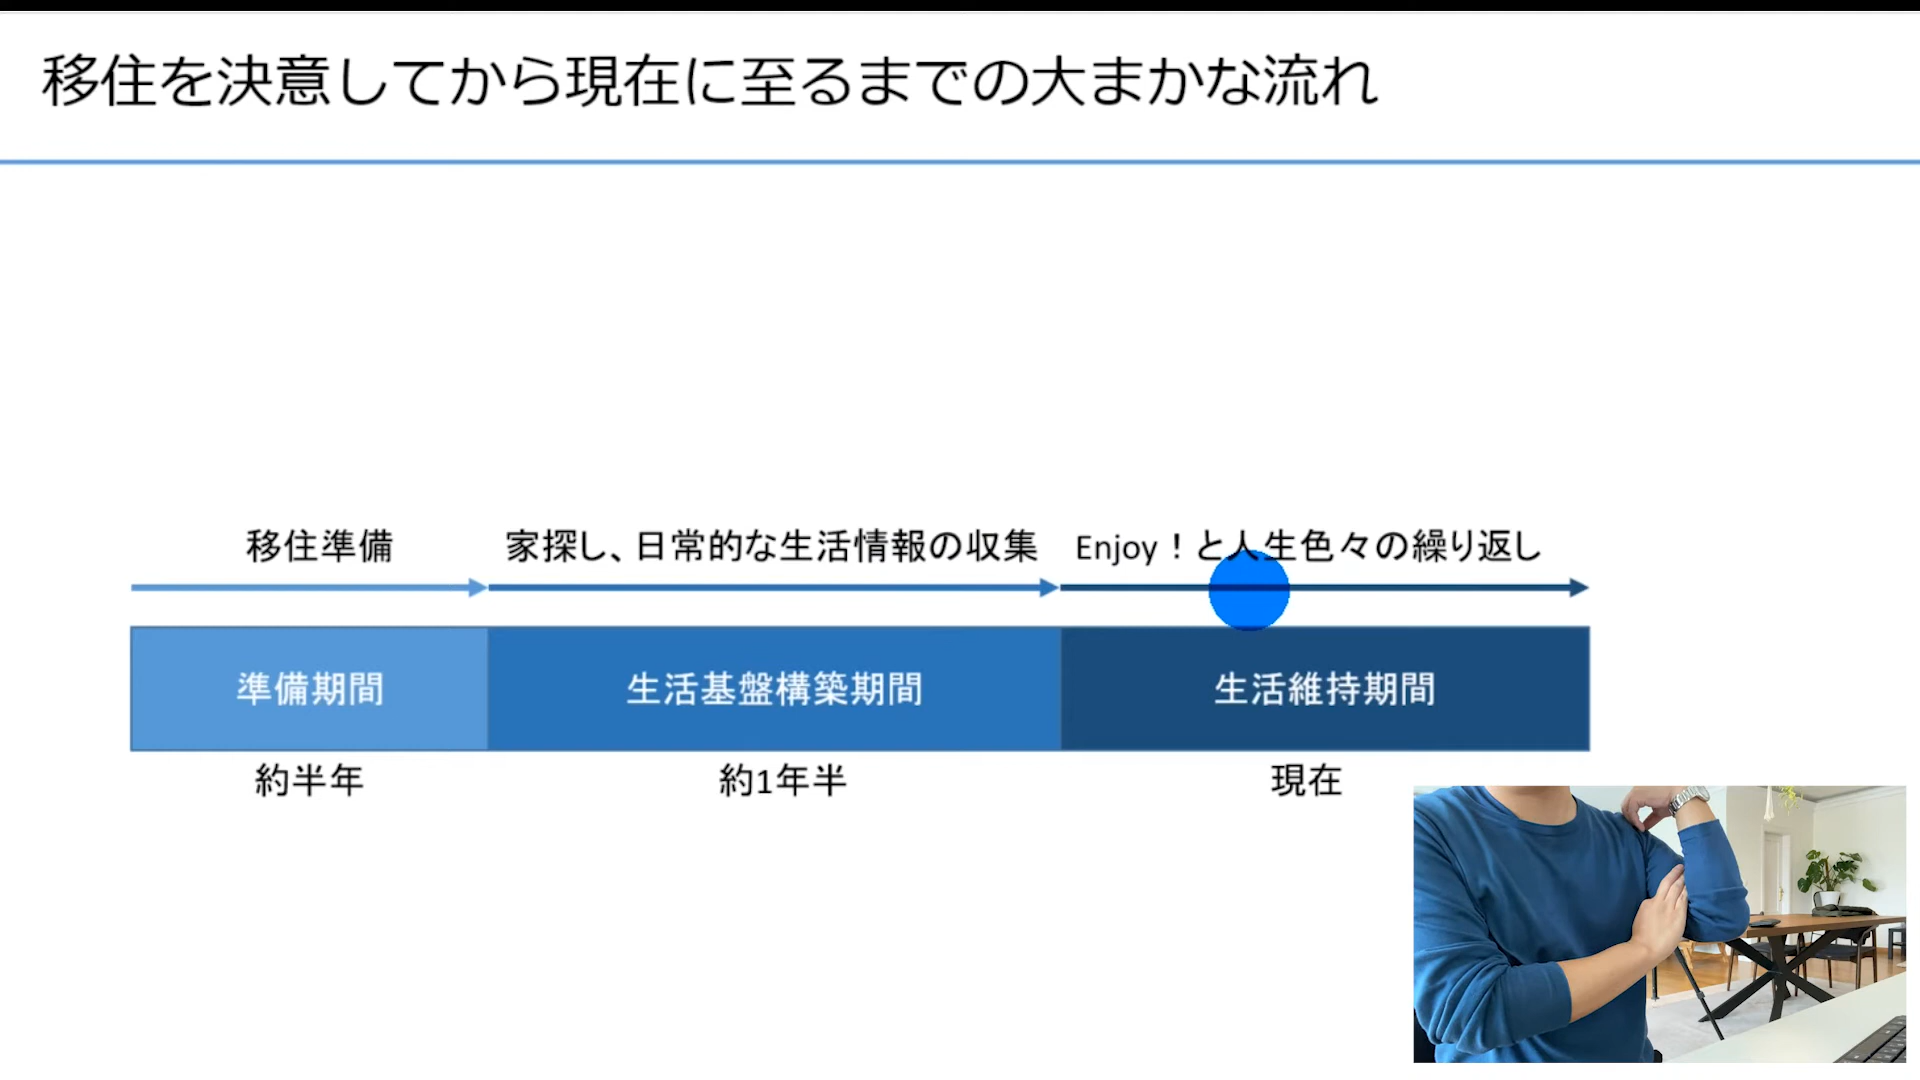 移住を決意してから現在に至るまでの大まかな流れ
移住準備
家探し、日常的な生活情報の収集
Enjoy！と人生色々の繰り返し
準備期間
生活基盤構築期間
生活維持期間
約半年
約1年半
現在